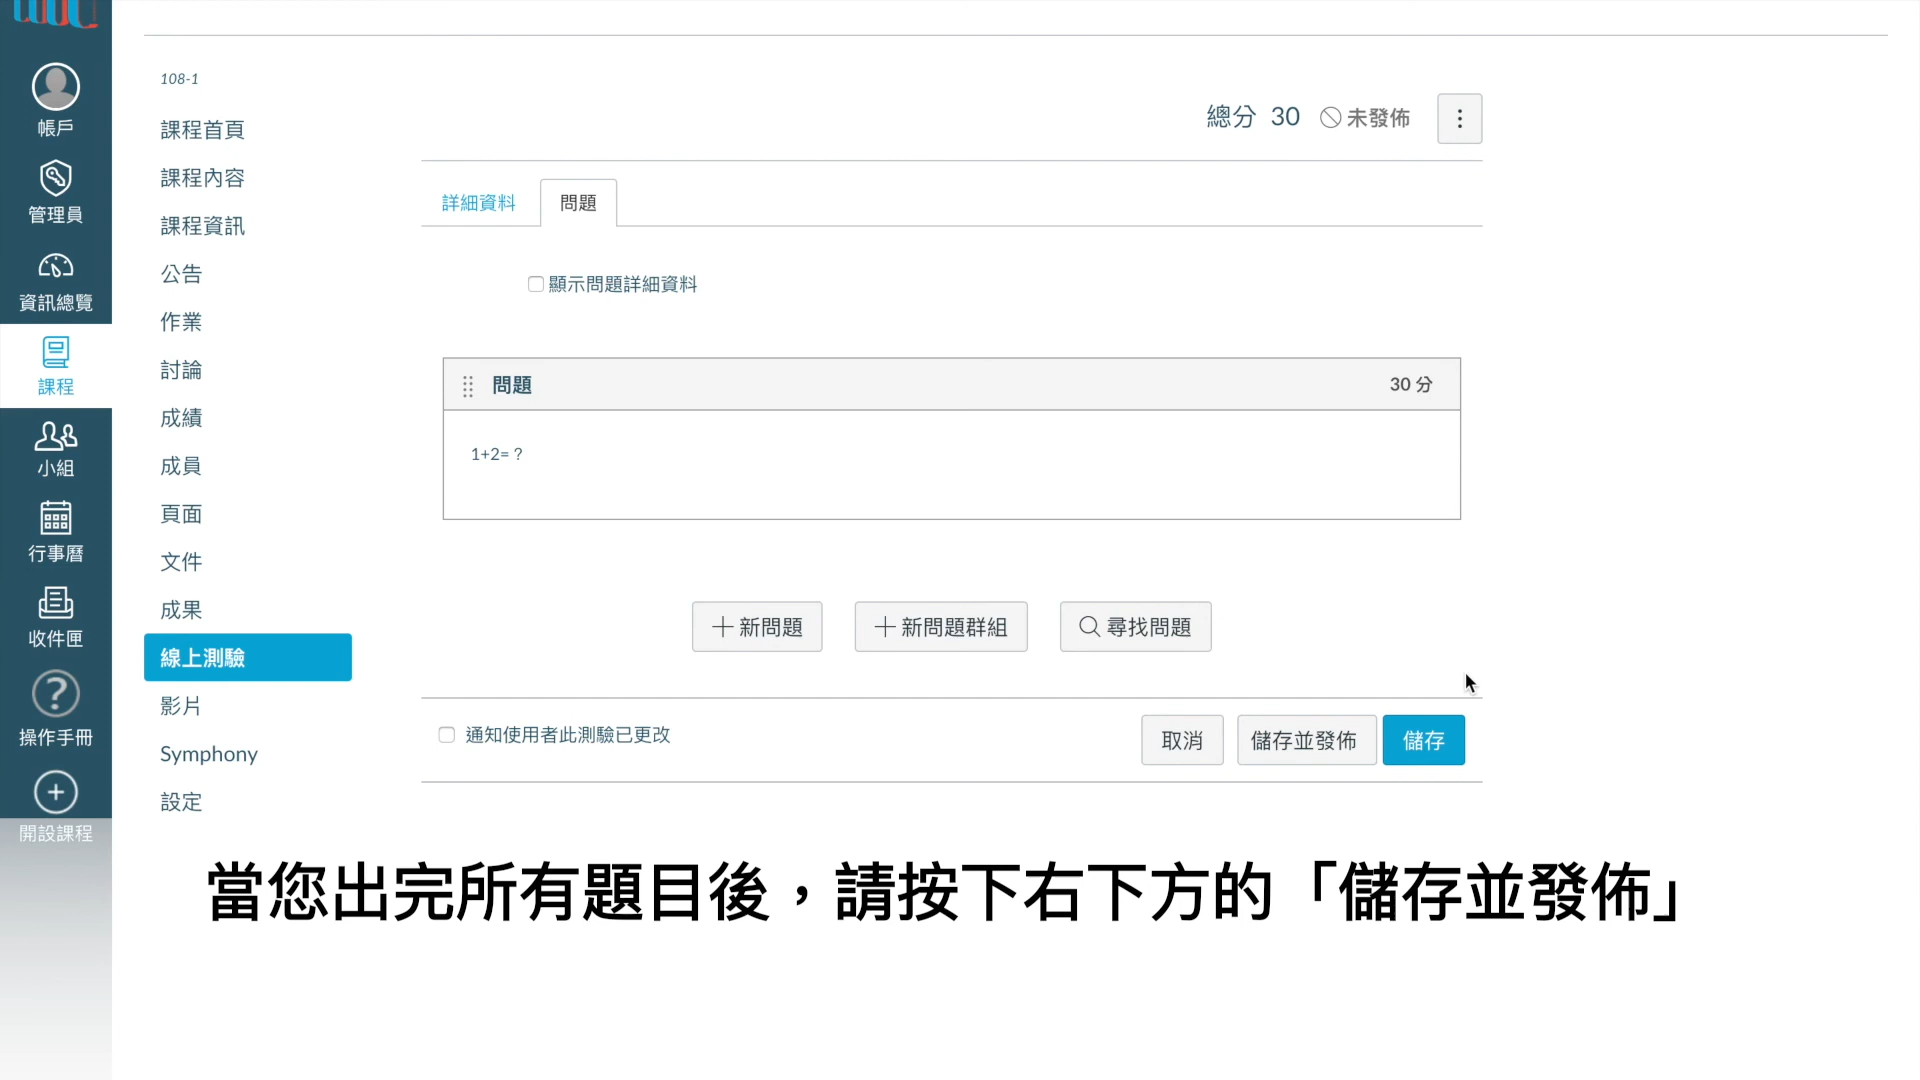 帳戶
管理員
資訊總覽
課程
小組
行事曆
收件匣
操作手冊
開設課程
108-1
課程首頁
課程內容
課程資訊
公告
作業
討論
成績
成員
頁面
文件
成果
線上測驗
影片
Symphony
設定
總分 30 未發佈
詳細資料 問題
顯示問題詳細資料
問題 30 分
1+2= ?
新問題 新問題群組 尋找問題
通知使用者此測驗已更改 取消 儲存並發佈 儲存
當您出完所有題目後，請按下右下方的「儲存並發佈」